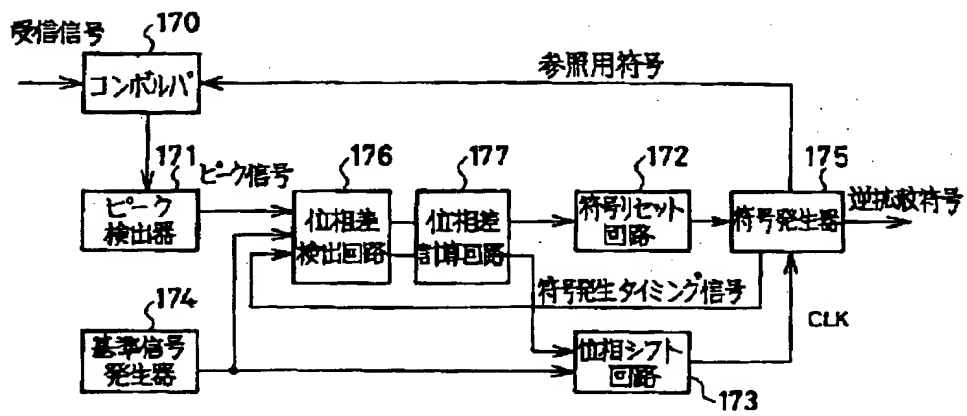 受信信号
170
コンボルバ
参照用符号
171
ピーク信号
ピーク
検出器
176
位相差
検出回路
177
位相差
計算回路
172
符号リセット
回路
175
符号発生器
逆拡散符号
符号発生タイミング信号
174
基準信号
発生器
CLK
位相シフト
回路
173